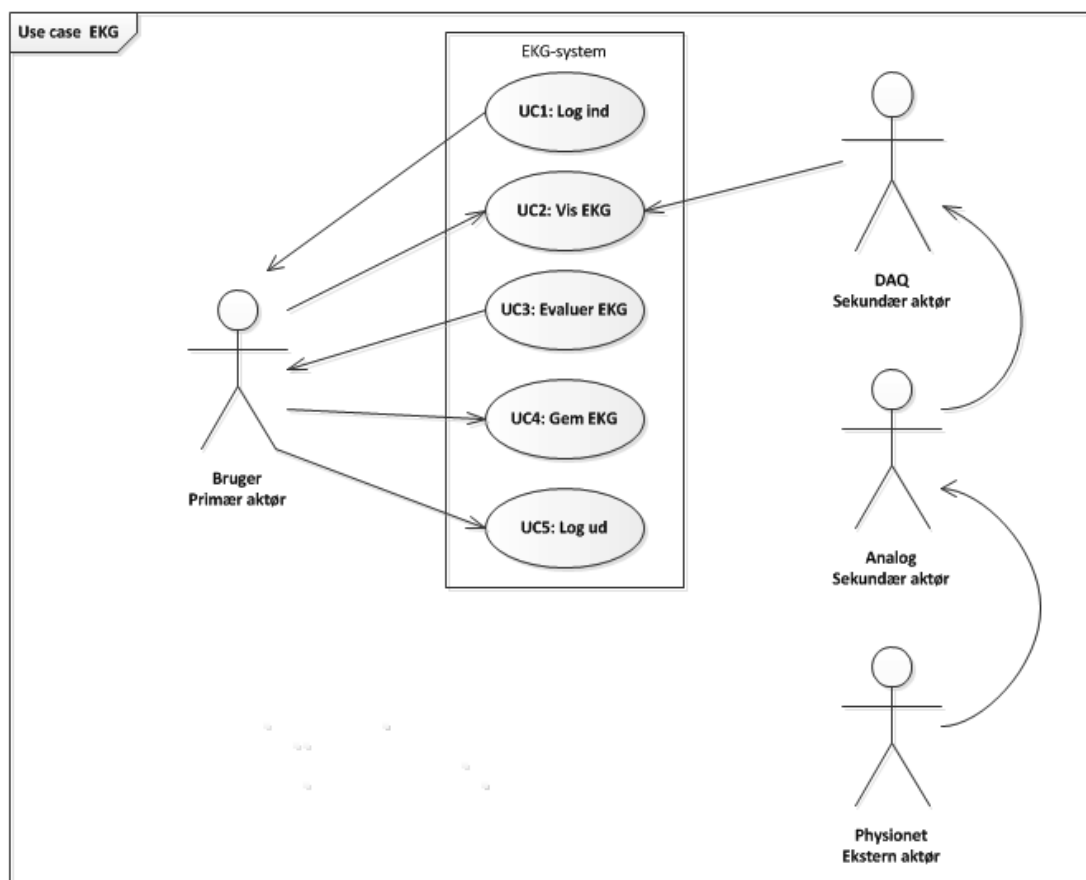 Use case EKG
EKG-system
UC1: Log ind
UC2: Vis EKG
UC3: Evaluer EKG
UC4: Gem EKG
UC5: Log ud
Bruger
Primær aktør
DAQ
Sekundær aktør
Analog
Sekundær aktør
Physionet
Ekstern aktør